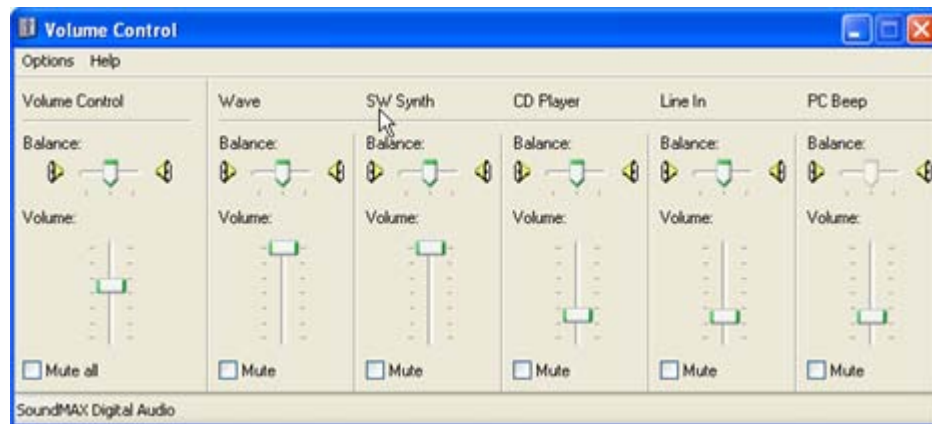 Volume Control
Options Help
Volume Control Wave SW Synth CD Player Line In PC Beep
Balance: Balance: Balance: Balance: Balance: Balance:
Volume: Volume: Volume: Volume: Volume: Volume:
Mute all Mute Mute Mute Mute Mute
SoundMAX Digital Audio